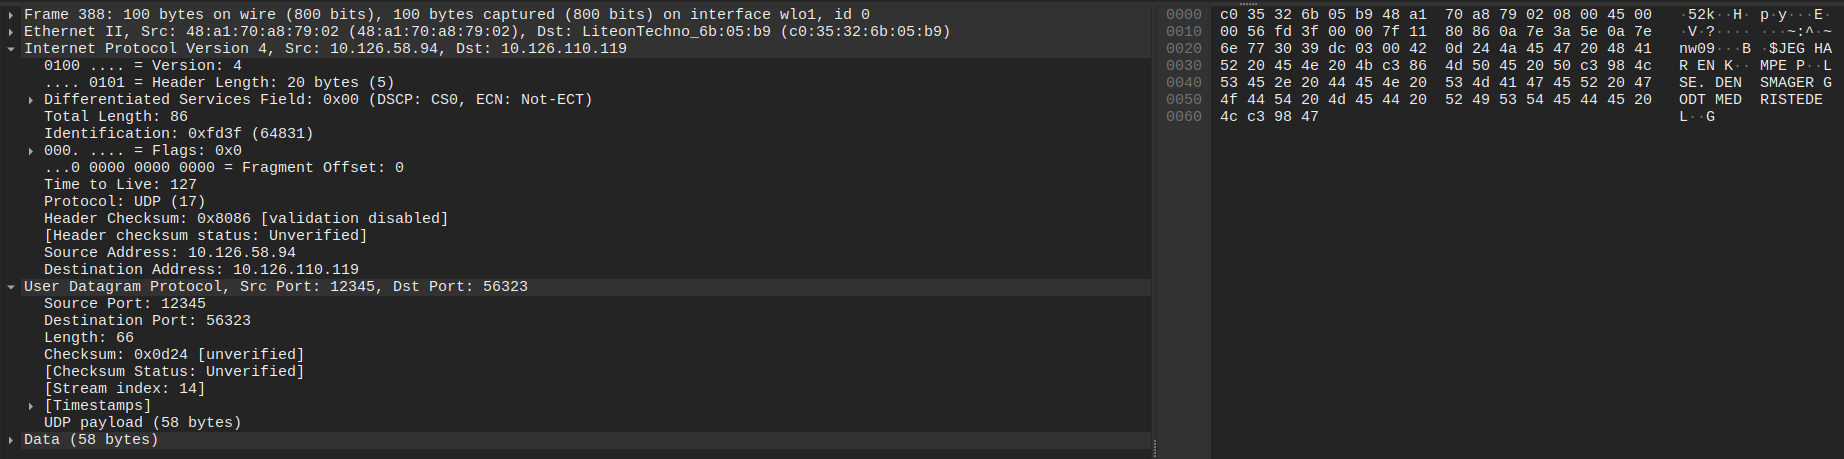 Frame 388: 100 bytes on wire (800 bits), 100 bytes captured (800 bits) on interface wlo1, id 0
Ethernet II, Src: 48:a1:70:a8:79:02 (48:a1:70:a8:79:02), Dst: LiteonTechno_6b:05:b9 (c0:35:32:6b:05:b9)
Internet Protocol Version 4, Src: 10.126.58.94, Dst: 10.126.110.119
0100 .... = Version: 4
.... 0101 = Header Length: 20 bytes (5)
Differentiated Services Field: 0x00 (DSCP: CS0, ECN: Not-ECT)
Total Length: 86
Identification: 0xfd3f (64831)
000. .... = Flags: 0x0
...0 0000 0000 0000 = Fragment Offset: 0
Time to Live: 127
Protocol: UDP (17)
Header Checksum: 0x8086 [validation disabled]
[Header checksum status: Unverified]
Source Address: 10.126.58.94
Destination Address: 10.126.110.119
User Datagram Protocol, Src Port: 12345, Dst Port: 56323
Source Port: 12345
Destination Port: 56323
Length: 66
Checksum: 0x0d24 [unverified]
[Checksum Status: Unverified]
[Stream index: 14]
[Timestamps]
UDP payload (58 bytes)
Data (58 bytes)
0000 c0 35 32 6b 05 b9 48 a1 70 a8 79 02 08 00 45 00 ·52k··H· p·y···E·
0010 00 56 fd 3f 00 00 7f 11 80 86 0a 7e 3a 5e 0a 7e ·V·?···· ···~:^·~
0020 6e 77 30 39 dc 03 00 42 0d 24 4a 45 47 20 48 41 nw09···B ·$JEG HA
0030 52 20 45 4e 20 4b c3 86 4d 50 45 20 50 c3 98 4c R EN K·· MPE P··L
0040 53 45 2e 20 44 45 4e 20 53 4d 41 47 45 52 20 47 SE. DEN SMAGER G
0050 4f 44 54 20 4d 45 44 20 52 49 53 54 45 44 45 20 ODT MED RISTEDE
0060 4c c3 98 47 L··G